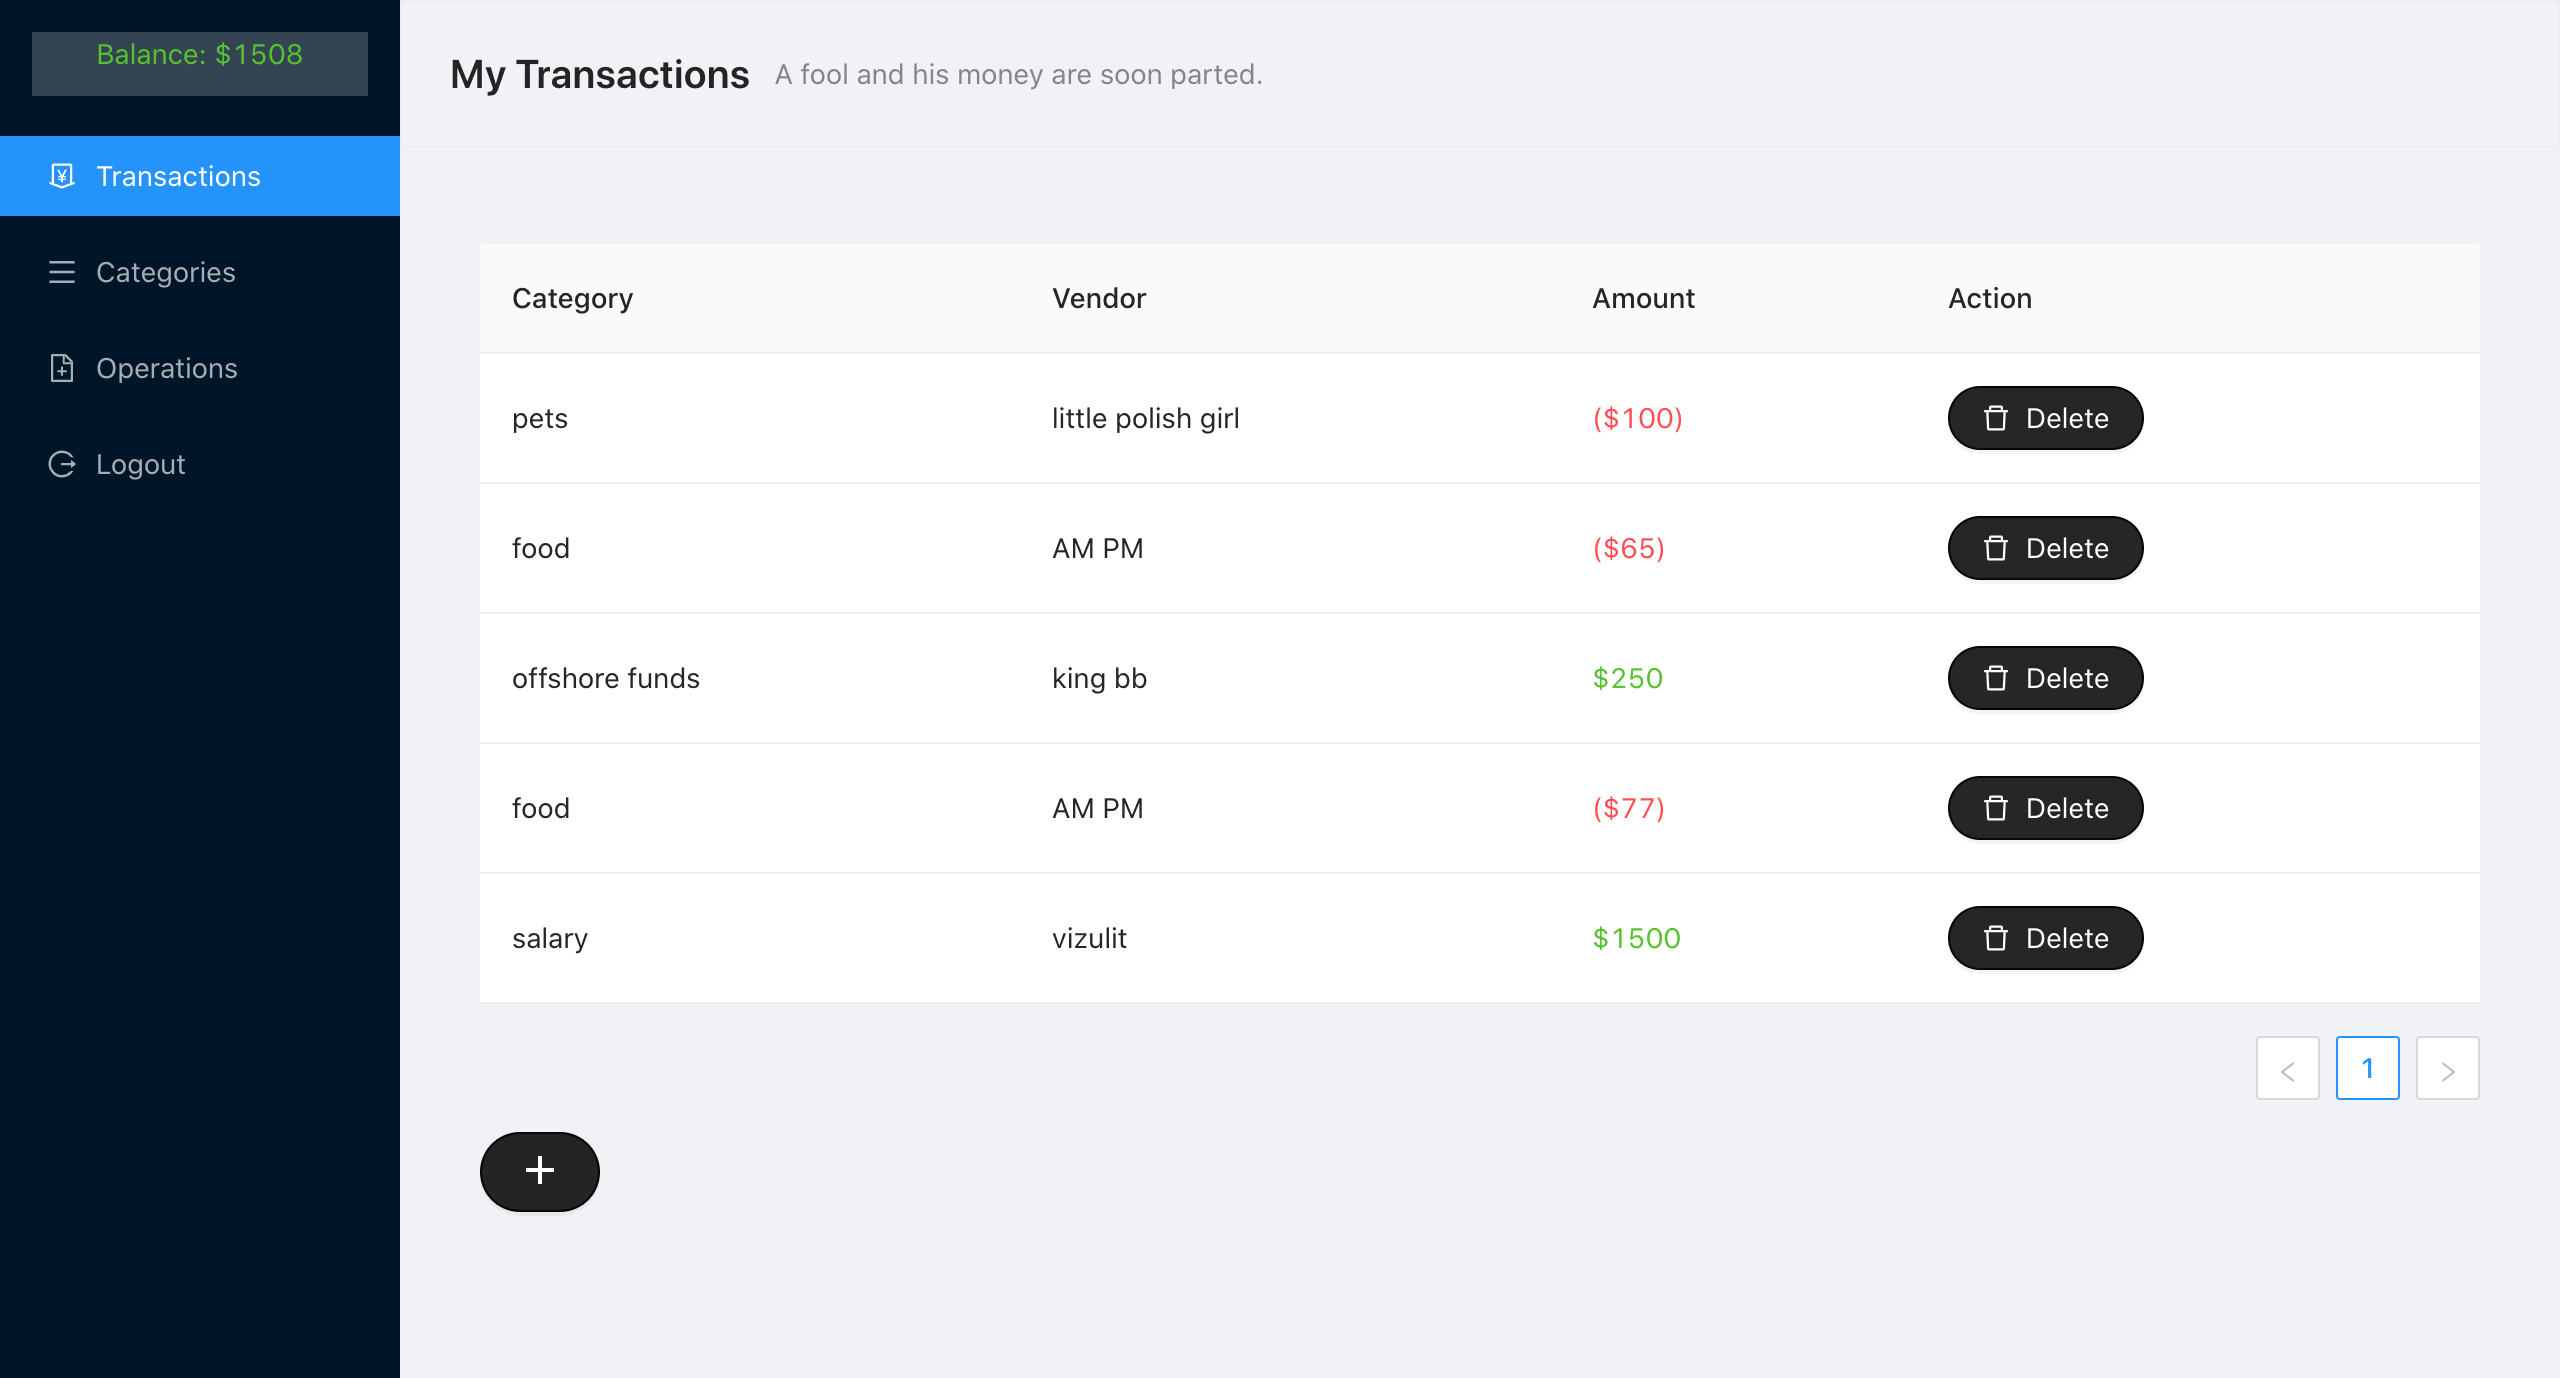 Balance: $1508
Transactions
Categories
Operations
Logout
My Transactions A fool and his money are soon parted.
Category Vendor Amount Action
pets little polish girl ($100) Delete
food AM PM ($65) Delete
offshore funds king bb $250 Delete
food AM PM ($77) Delete
salary vizulit $1500 Delete
< 1 >
+